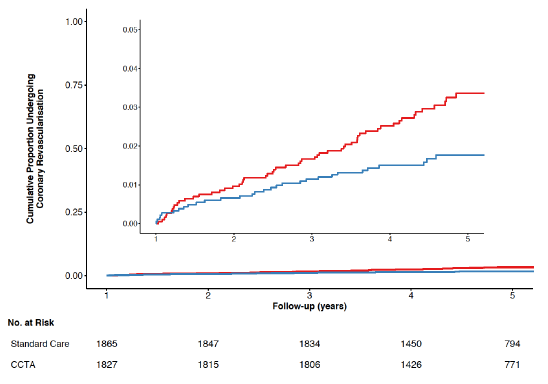 Cumulative Proportion Undergoing
Coronary Revascularisation
1.00
0.75
0.50
0.25
0.00
0.05
0.04
0.03
0.02
0.01
0.00
1 2 3 4 5
1 2 3 4 5
Follow-up (years)
No. at Risk
Standard Care 1865 1847 1834 1450 794
CCTA 1827 1815 1806 1426 771